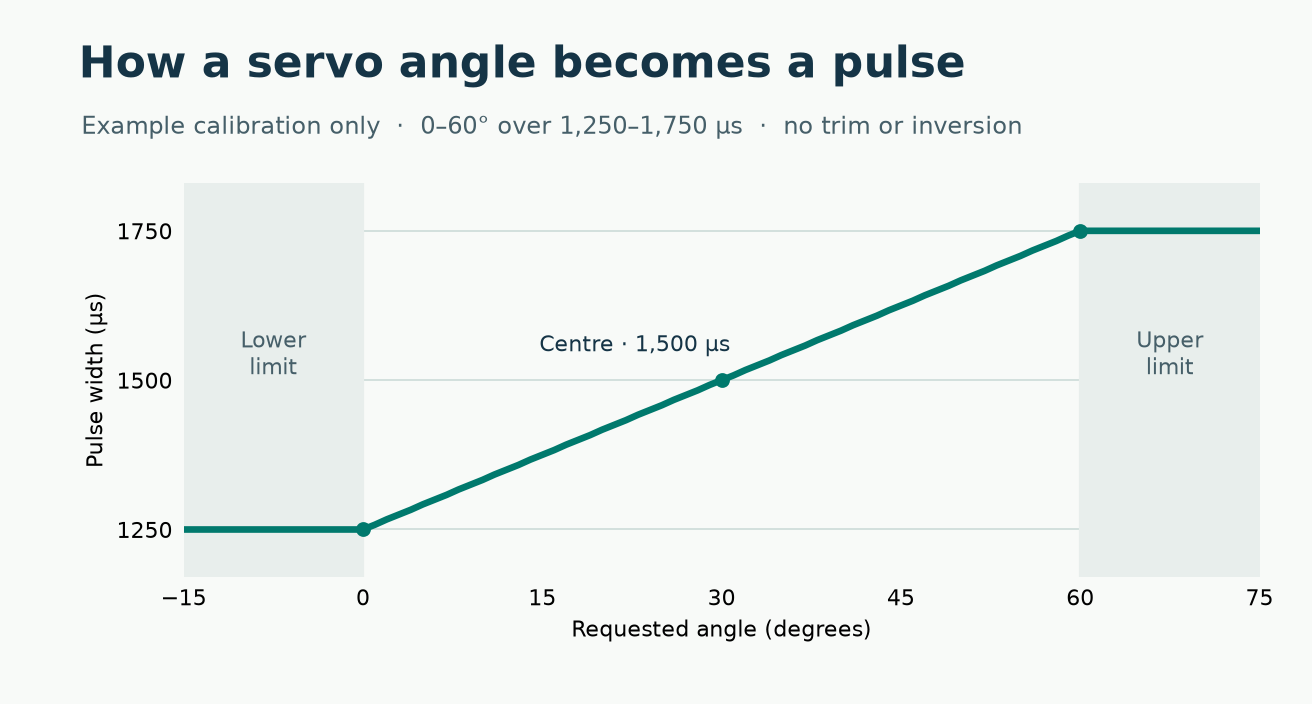 How a servo angle becomes a pulse
Example calibration only · 0–60° over 1,250–1,750 µs · no trim or inversion
1750
1500
1250
Pulse width (µs)
Lower
limit
Centre · 1,500 µs
Upper
limit
−15
0
15
30
45
60
75
Requested angle (degrees)